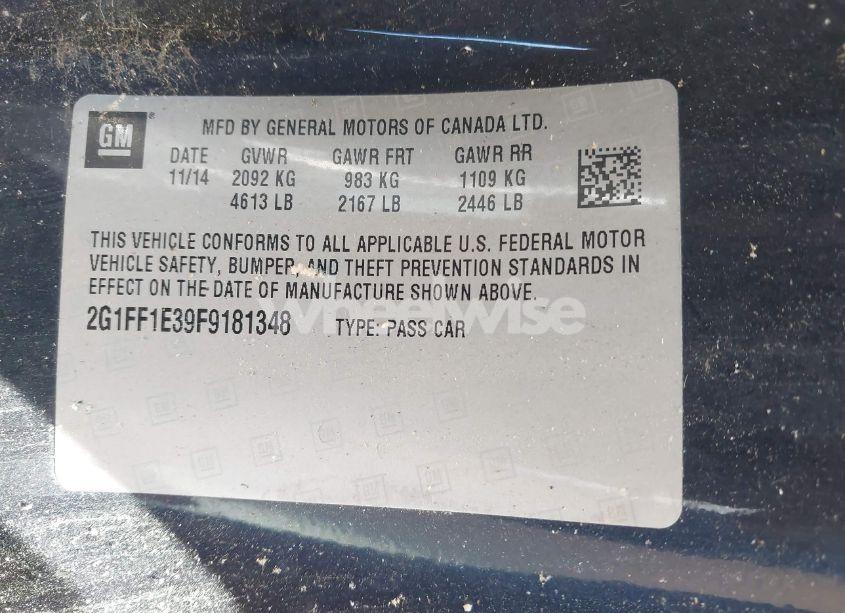 GM ®
MFD BY GENERAL MOTORS OF CANADA LTD.
DATE GVWR GAWR FRT GAWR RR
11/14 2092 KG 983 KG 1109 KG
4613 LB 2167 LB 2446 LB
THIS VEHICLE CONFORMS TO ALL APPLICABLE U.S. FEDERAL MOTOR
VEHICLE SAFETY, BUMPER, AND THEFT PREVENTION STANDARDS IN
EFFECT ON THE DATE OF MANUFACTURE SHOWN ABOVE.
2G1FF1E39F9181348 TYPE: PASS CAR
Wheelwise